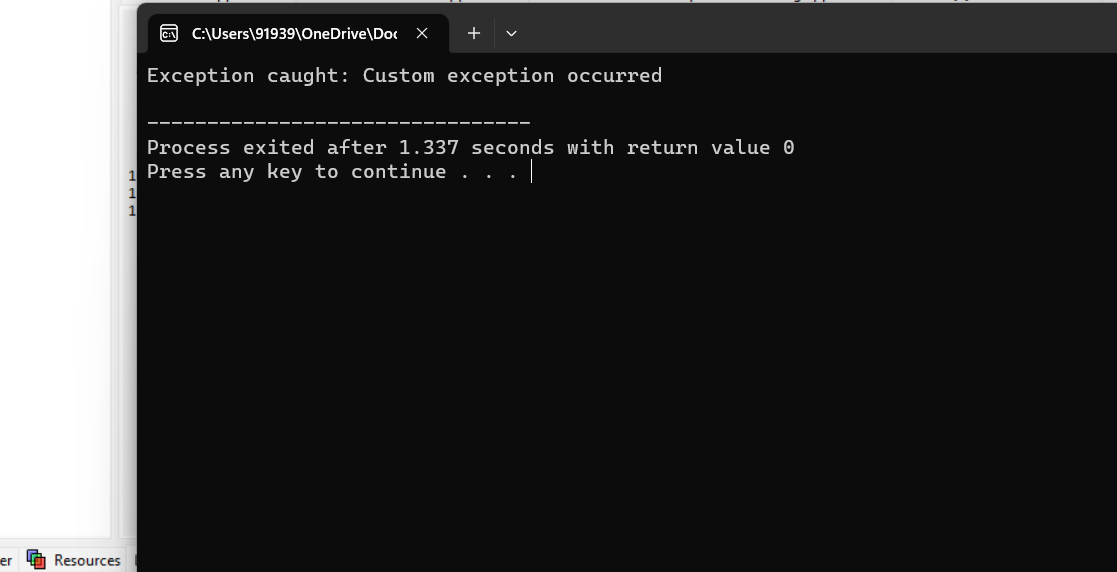 C:\Users\91939\OneDrive\Doc
Exception caught: Custom exception occurred
--------------------------------
Process exited after 1.337 seconds with return value 0
Press any key to continue . . .
1
1
1
er
Resources